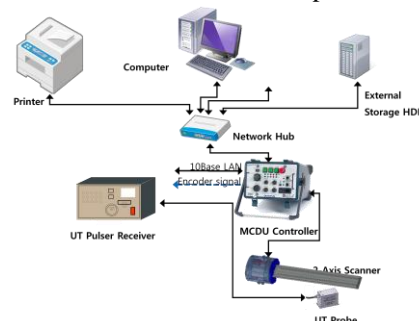 Computer
Printer
External
Storage HDD
Network Hub
10Base LAN
Encoder signal
UT Pulser Receiver
MCDU Controller
2-Axis Scanner
UT Probe